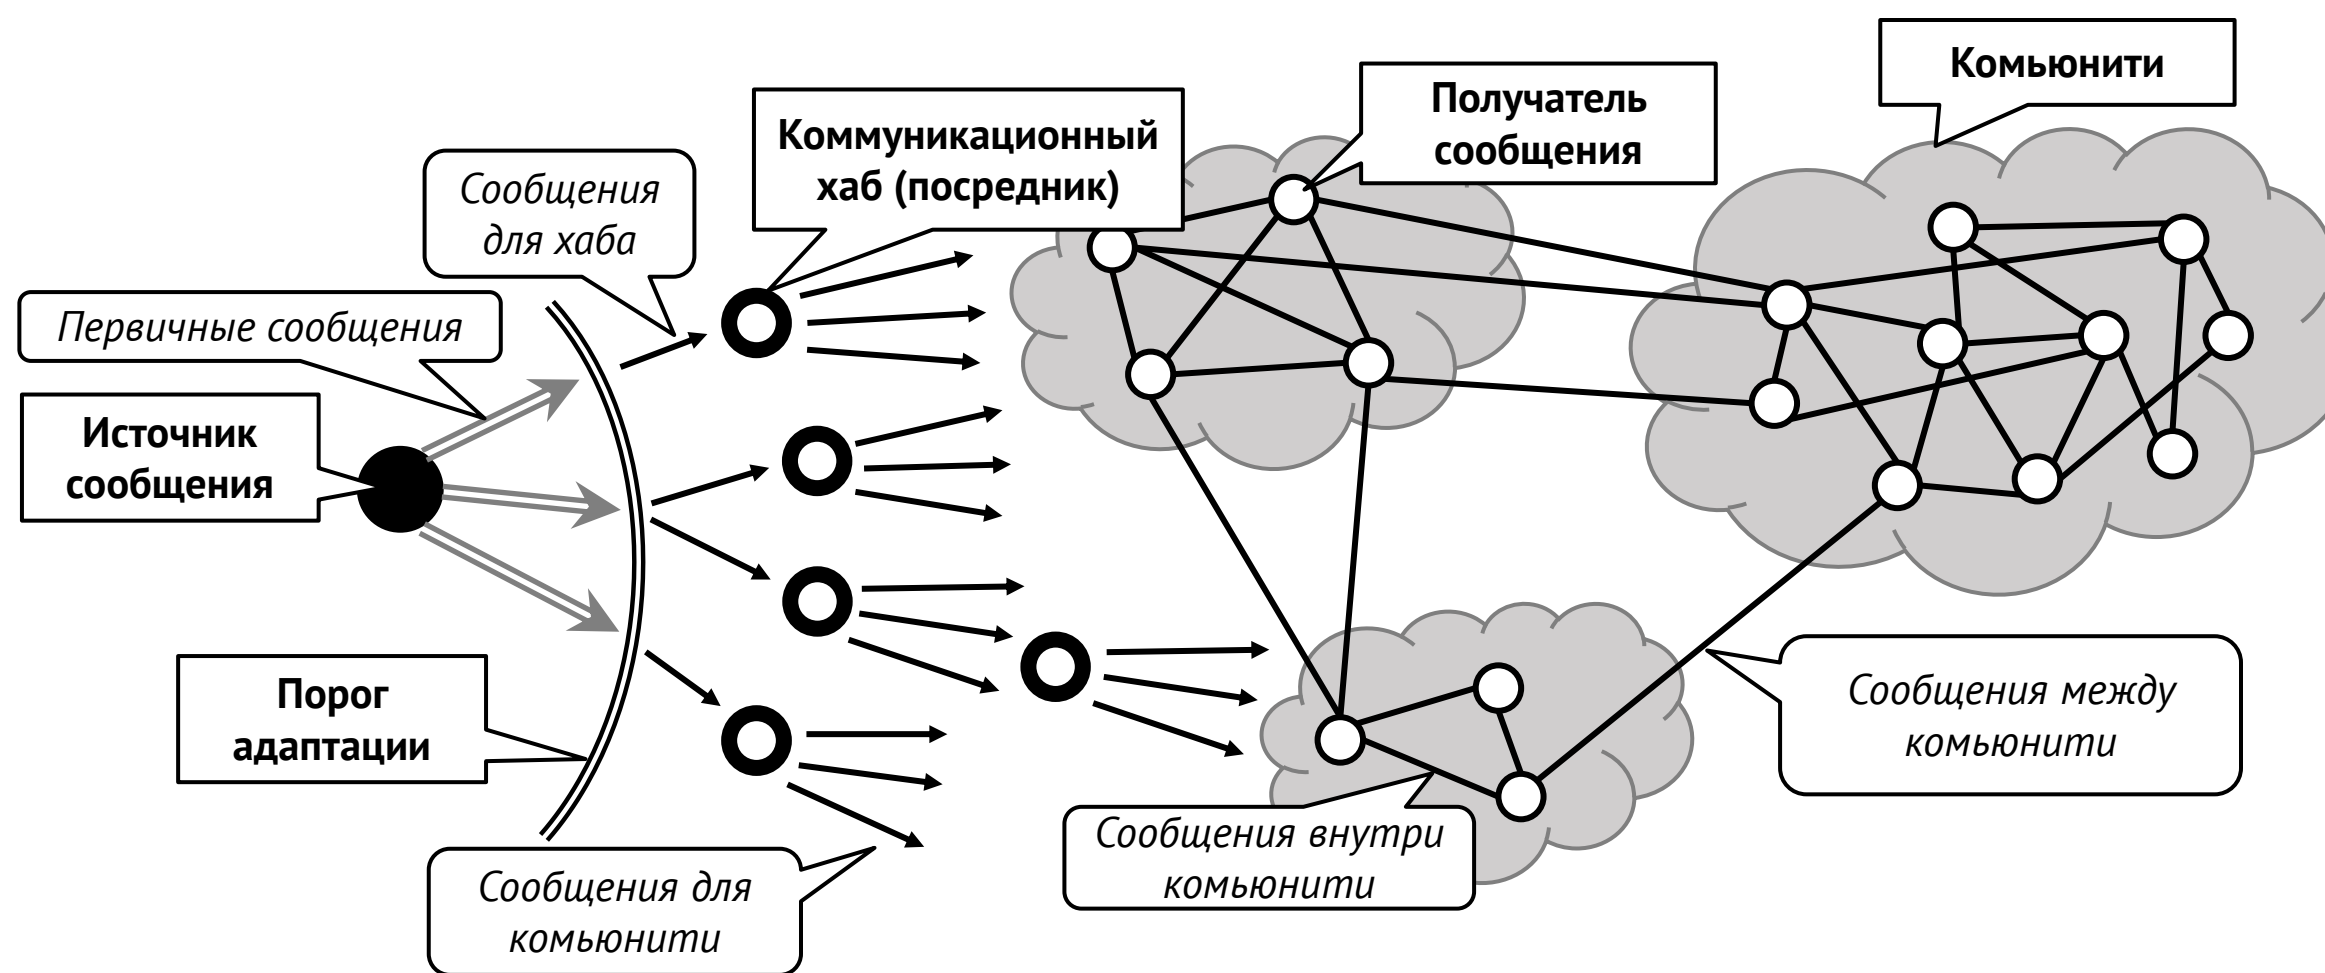 Комьюнити
Получатель
сообщения
Коммуникационный
хаб (посредник)
Сообщения
для хаба
Первичные сообщения
Источник
сообщения
Порог
адаптации
Сообщения между
комьюнити
Сообщения внутри
комьюнити
Сообщения для
комьюнити